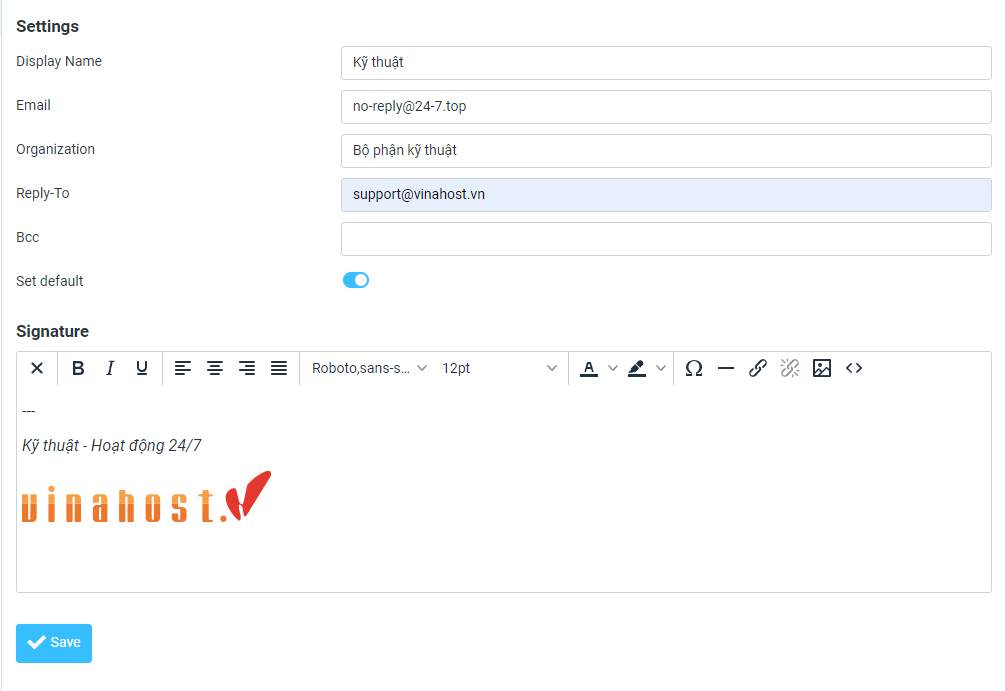 Settings
Display Name
Kỹ thuật
Email
no-reply@24-7.top
Organization
Bộ phận kỹ thuật
Reply-To
support@vinahost.vn
Bcc
Set default
Signature
B I U Roboto,sans-s... 12pt A Ω
---
Kỹ thuật - Hoạt động 24/7
vinahost.
Save